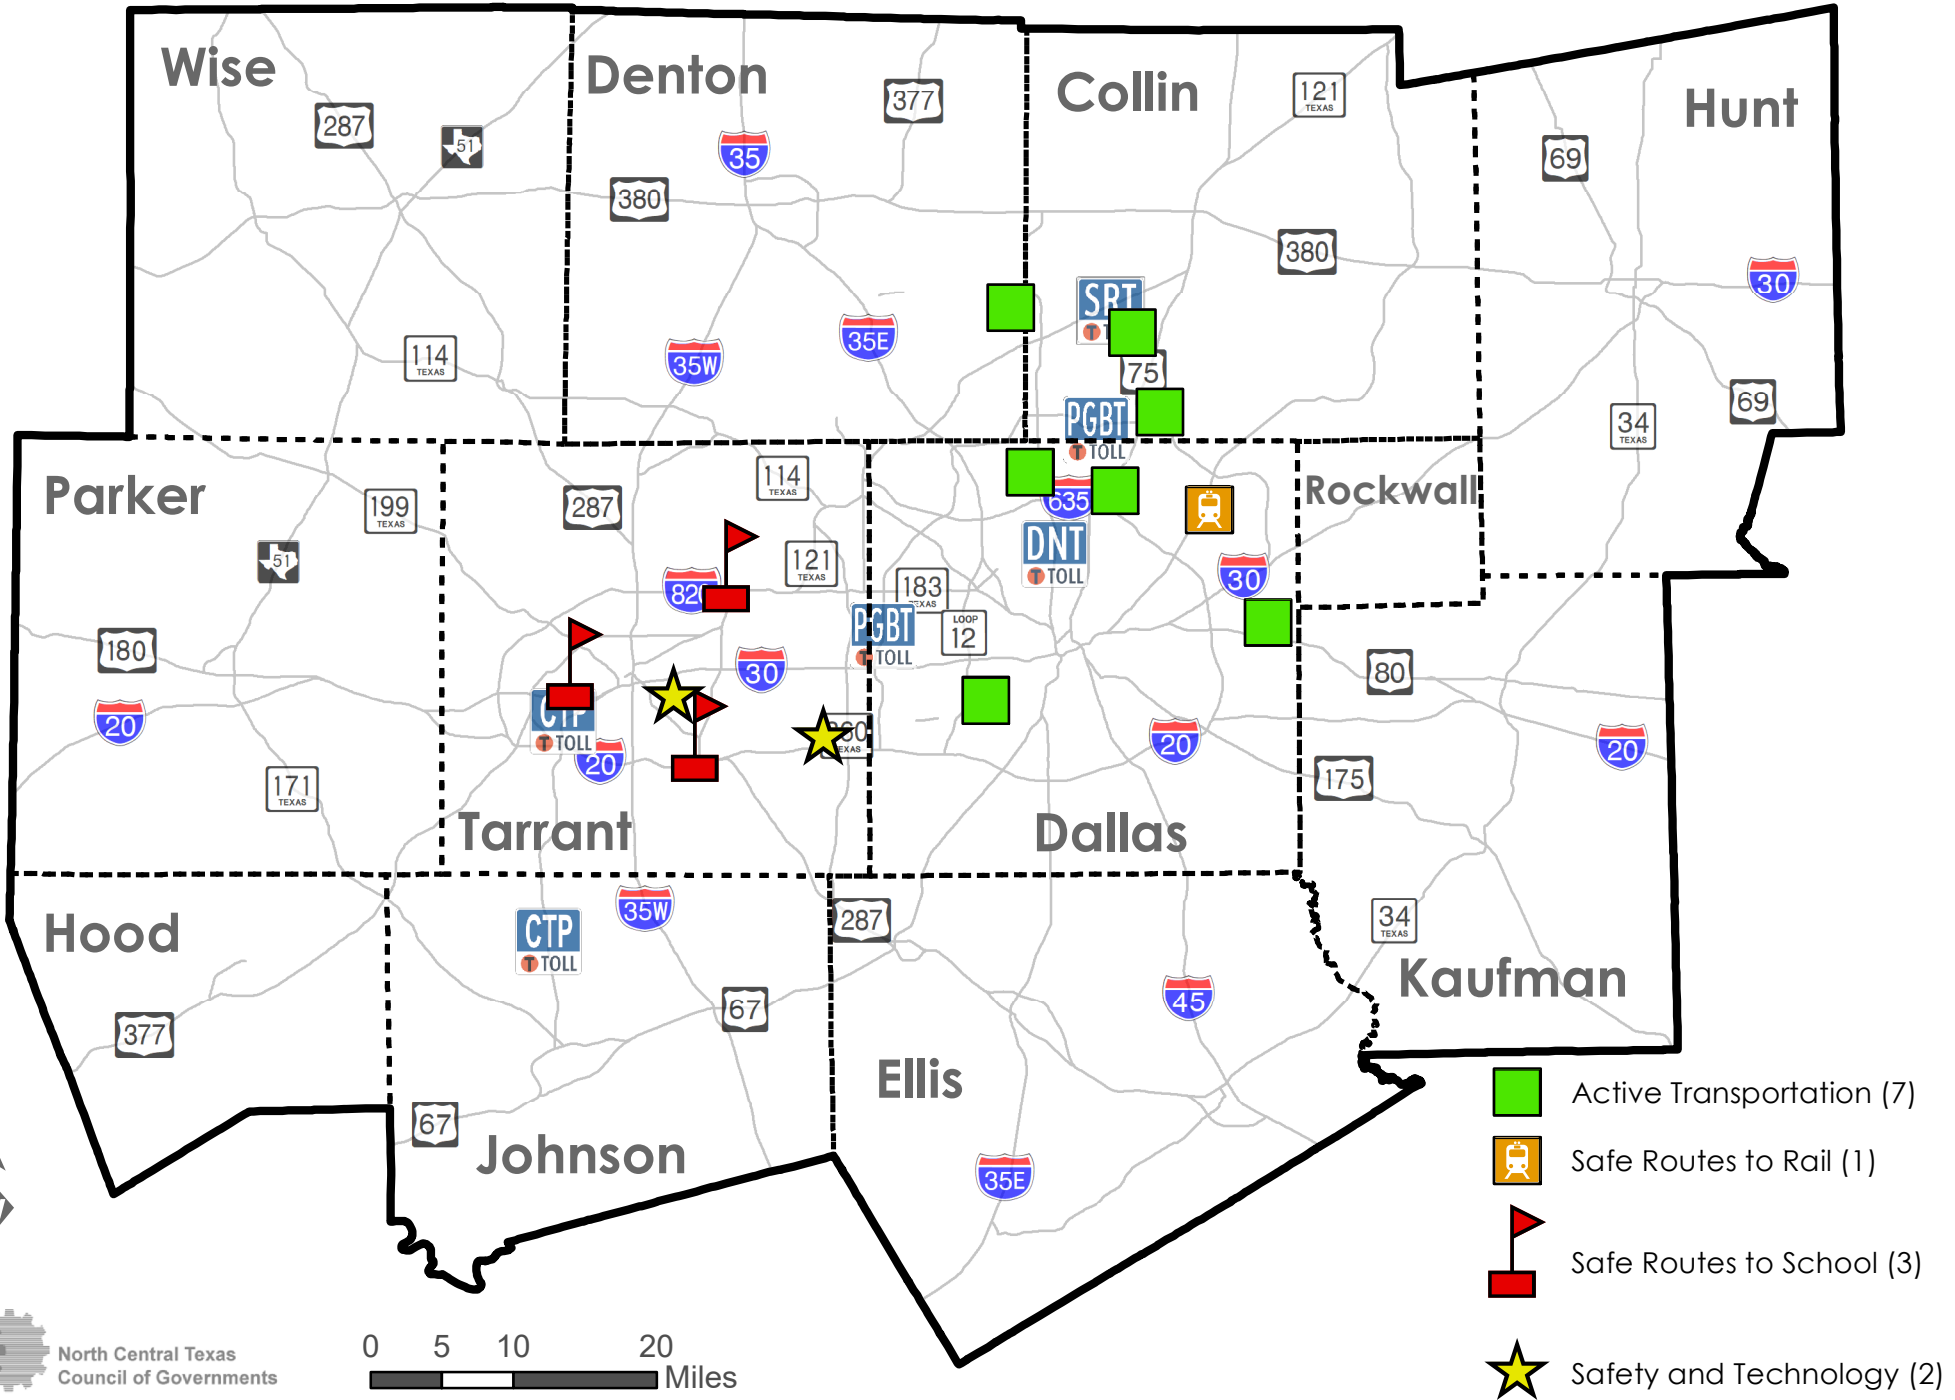 Wise
Denton
Collin
Hunt
287
51
35
377
380
121
TEXAS
69
380
30
SRT
T
35E
35W
114
TEXAS
75
PGBT
T TOLL
34
TEXAS
69
Parker
199
TEXAS
287
114
TEXAS
635
Rockwall
51
121
TEXAS
DNT
T TOLL
30
820
183
TEXAS
PGBT
T TOLL
LOOP
12
180
20
30
80
CTP
T TOLL
20
360
TEXAS
20
20
171
TEXAS
175
Tarrant
Dallas
Hood
CTP
T TOLL
35W
287
34
TEXAS
Kaufman
377
67
45
Ellis
67
Johnson
35E
Active Transportation (7)
Safe Routes to Rail (1)
Safe Routes to School (3)
Safety and Technology (2)
North Central Texas
Council of Governments
0 5 10 20
Miles